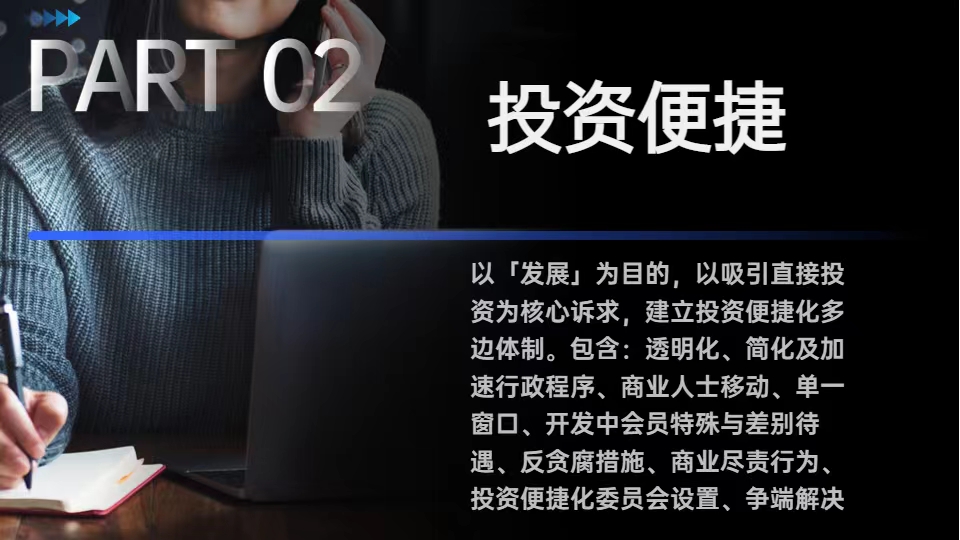 PART 02
投资便捷
以「发展」为目的，以吸引直接投
资为核心诉求，建立投资便捷化多
边体制。包含：透明化、简化及加
速行政程序、商业人士移动、单一
窗口、开发中会员特殊与差别待
遇、反贪腐措施、商业尽责行为、
投资便捷化委员会设置、争端解决